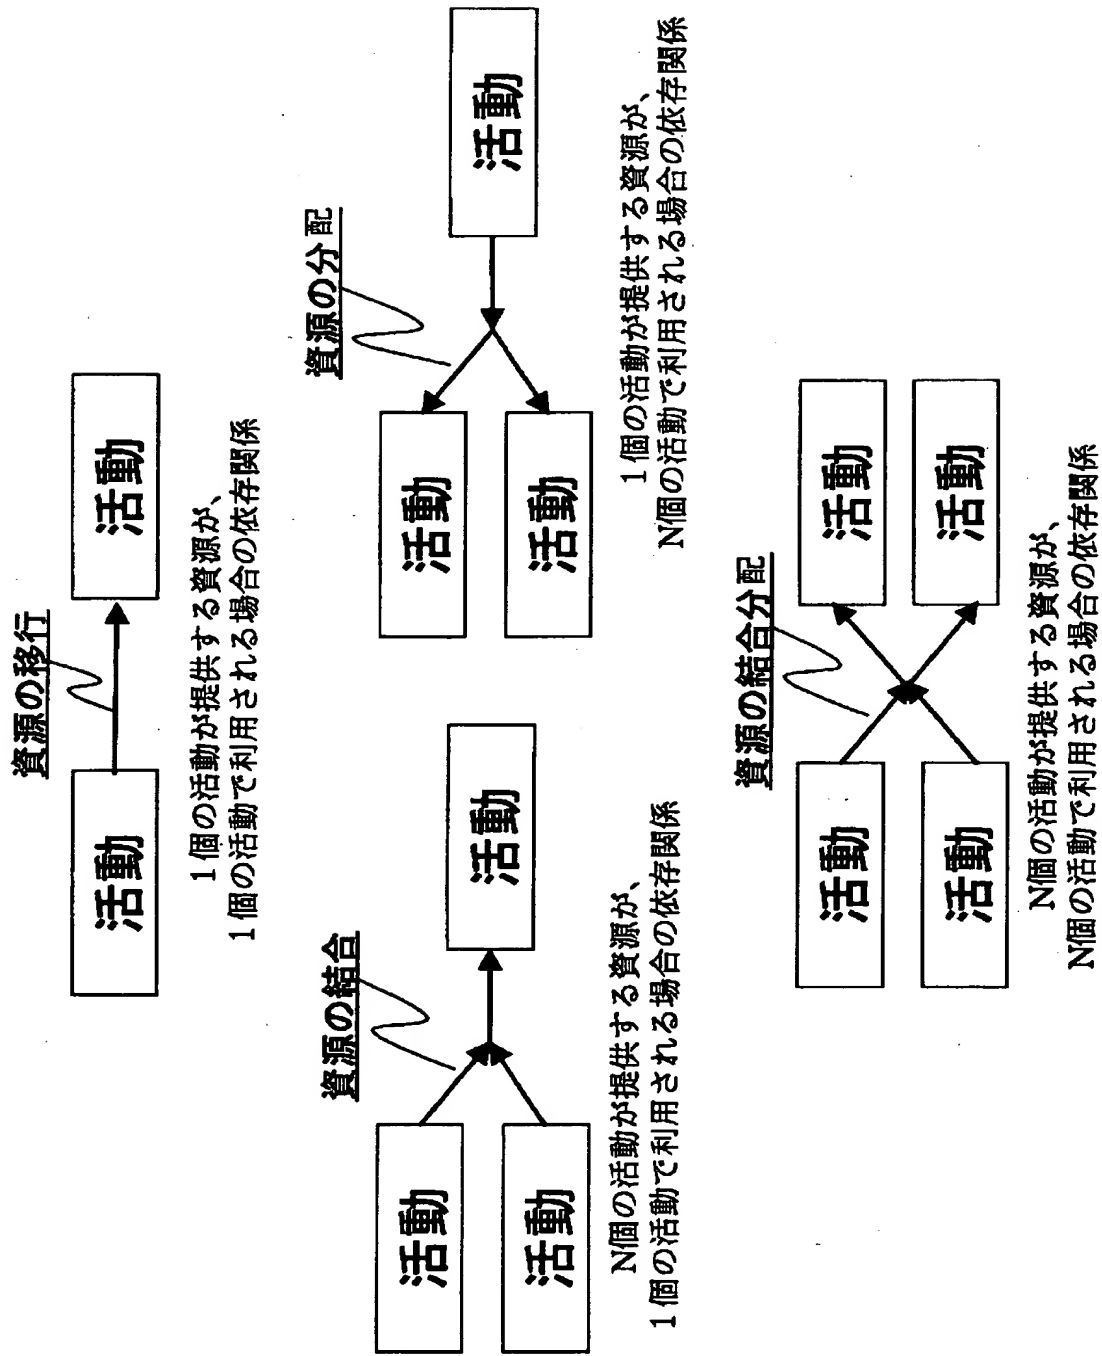 資源の移行
活動
活動
1個の活動が提供する資源が、
1個の活動で利用される場合の依存関係
資源の結合
活動
活動
活動
N個の活動が提供する資源が、
1個の活動で利用される場合の依存関係
資源の分配
活動
活動
活動
1個の活動が提供する資源が、
N個の活動で利用される場合の依存関係
資源の結合分配
活動
活動
活動
活動
N個の活動が提供する資源が、
N個の活動で利用される場合の依存関係